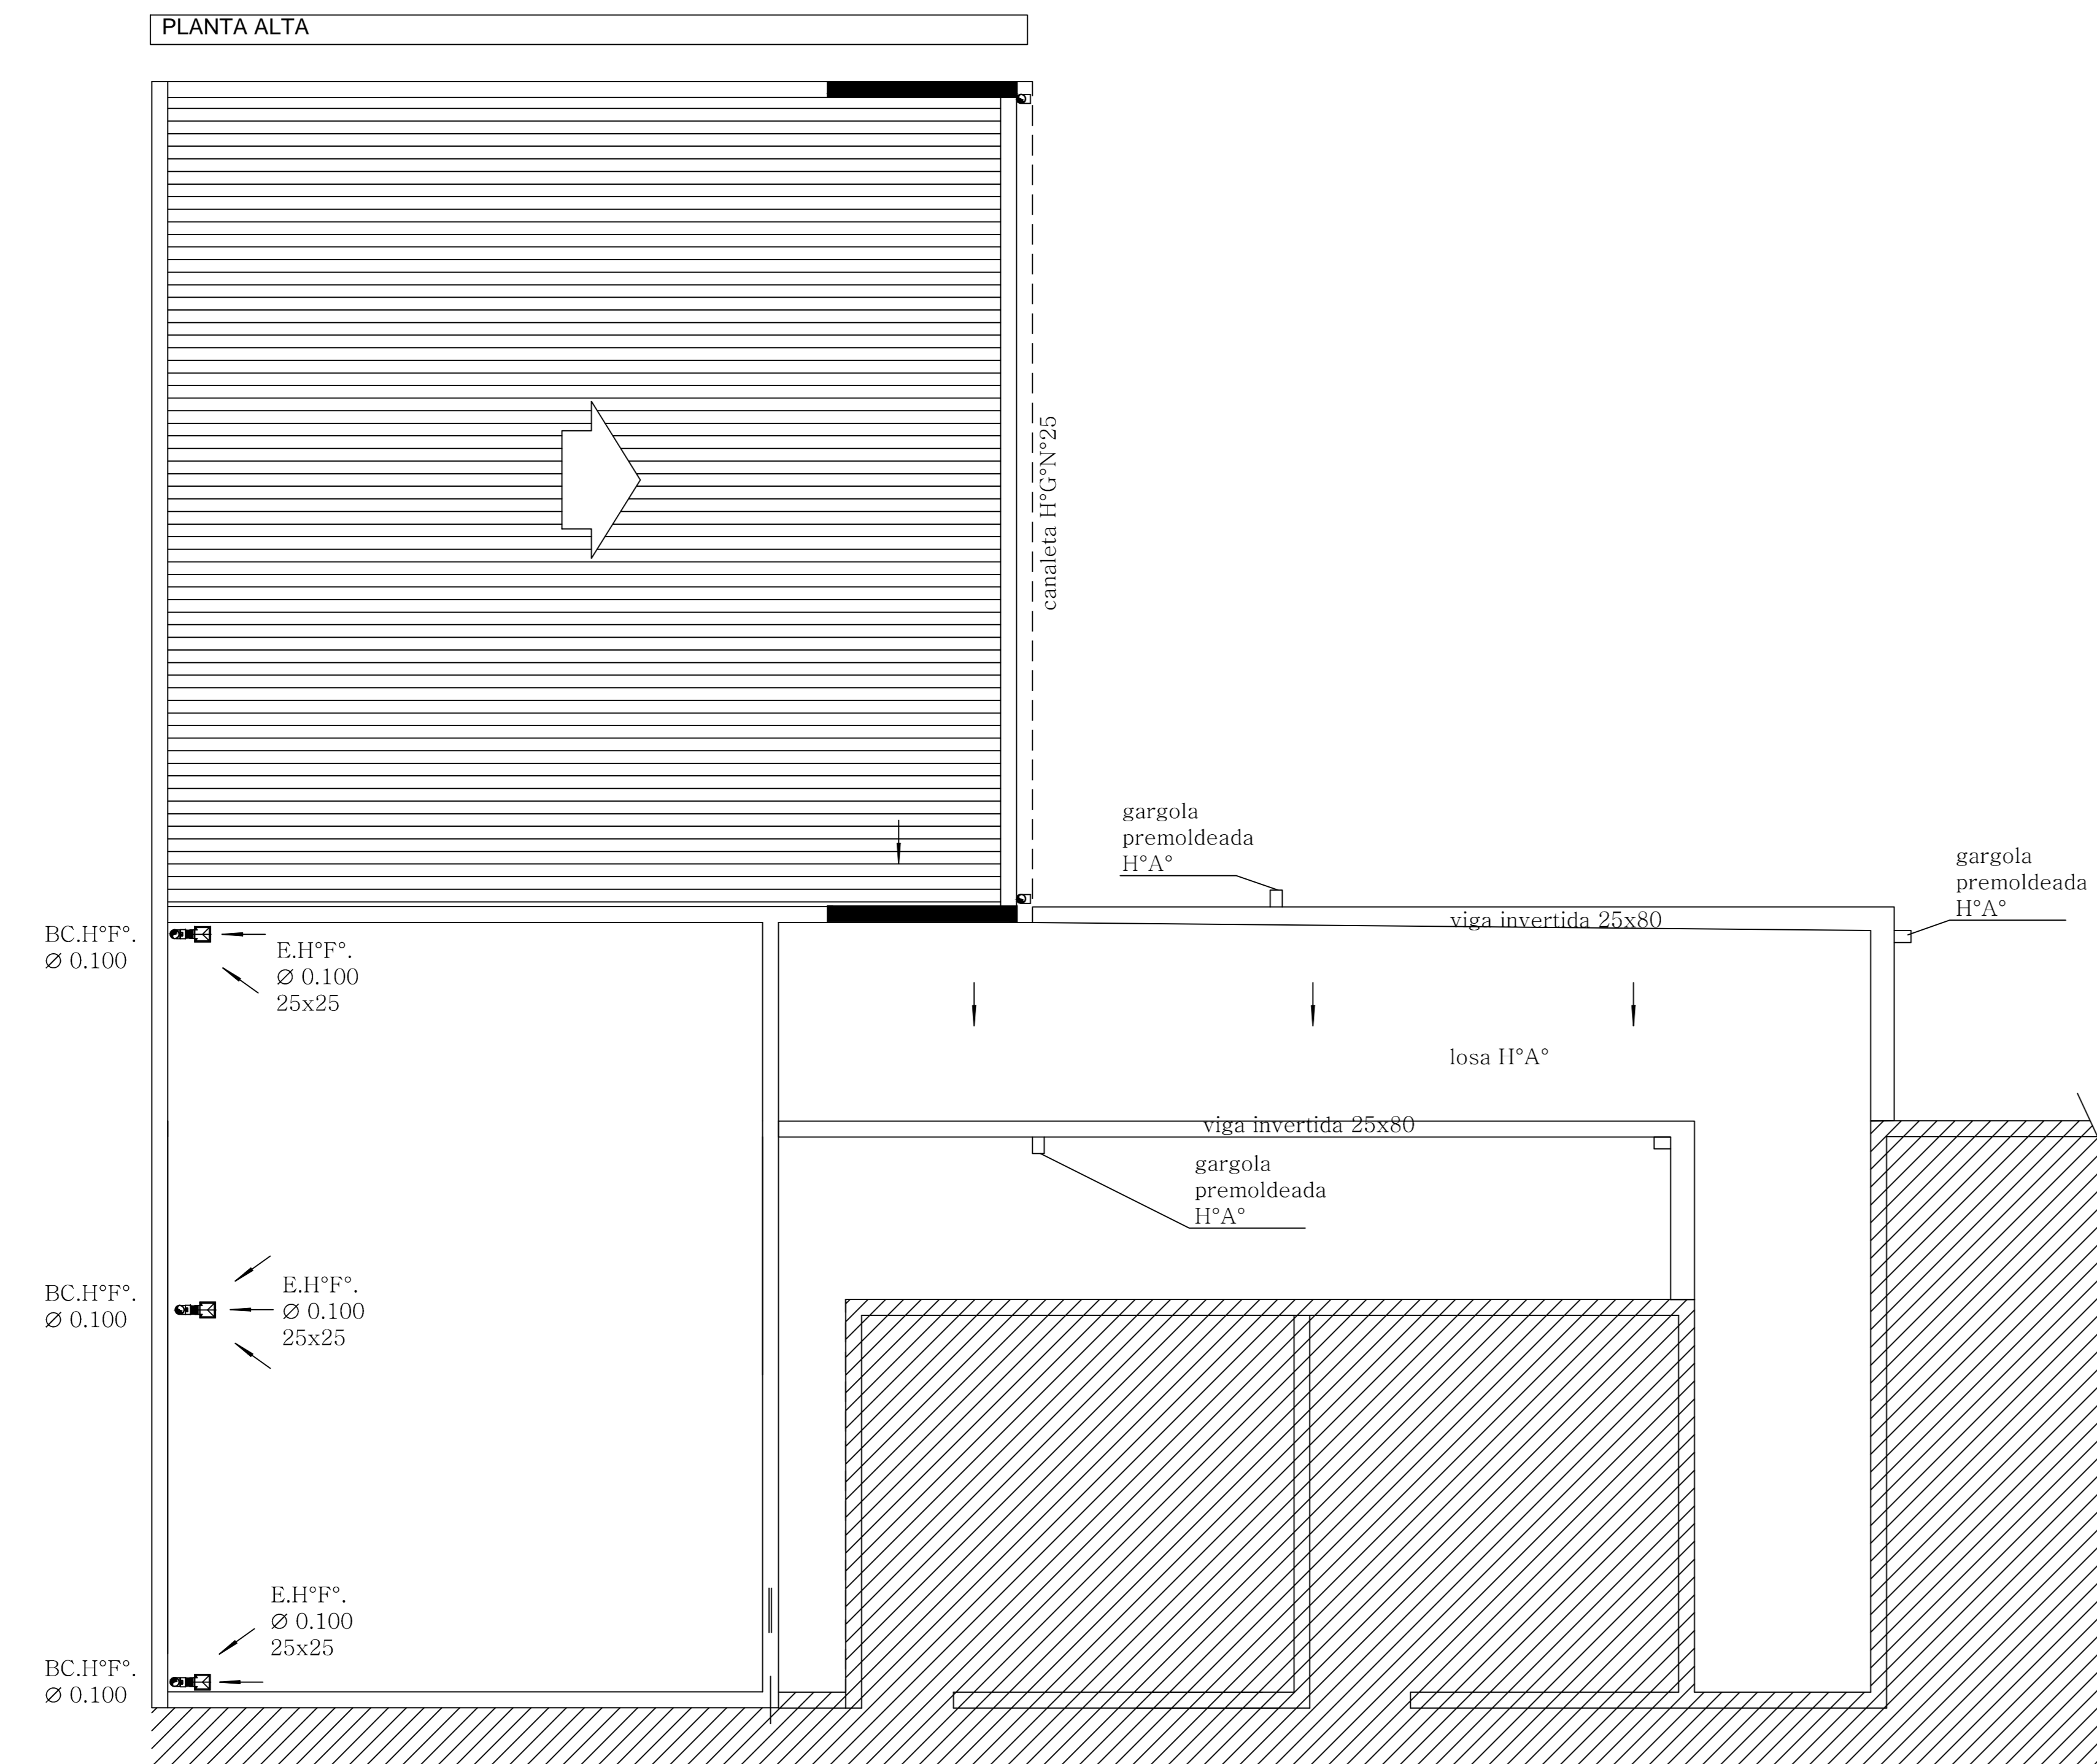 PLANTA ALTA
canaleta H°G°N°25
gargola
premoldeada
H°A°
gargola
premoldeada
H°A°
viga invertida 25x80
BC.H°F°.
Ø 0.100
E.H°F°.
Ø 0.100
25x25
losa H°A°
viga invertida 25x80
gargola
premoldeada
H°A°
BC.H°F°.
Ø 0.100
E.H°F°.
Ø 0.100
25x25
E.H°F°.
Ø 0.100
25x25
BC.H°F°.
Ø 0.100